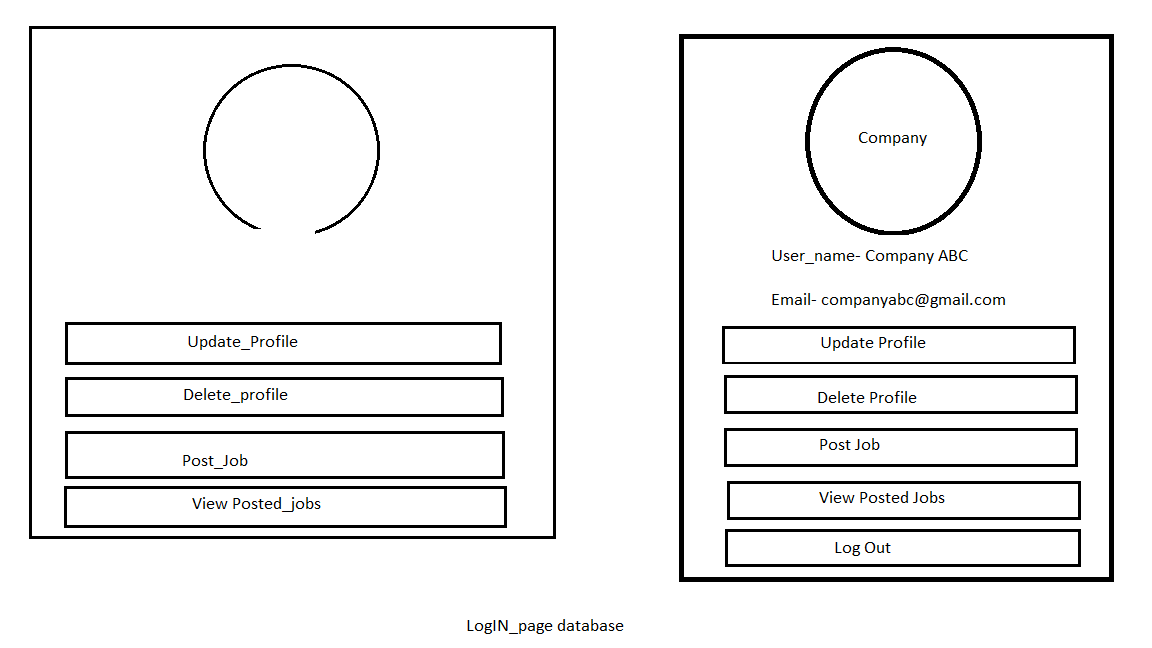 Update_Profile
Delete_profile
Post_Job
View Posted_jobs
Company
User_name- Company ABC
Email- companyabc@gmail.com
Update Profile
Delete Profile
Post Job
View Posted Jobs
Log Out
LogIN_page database